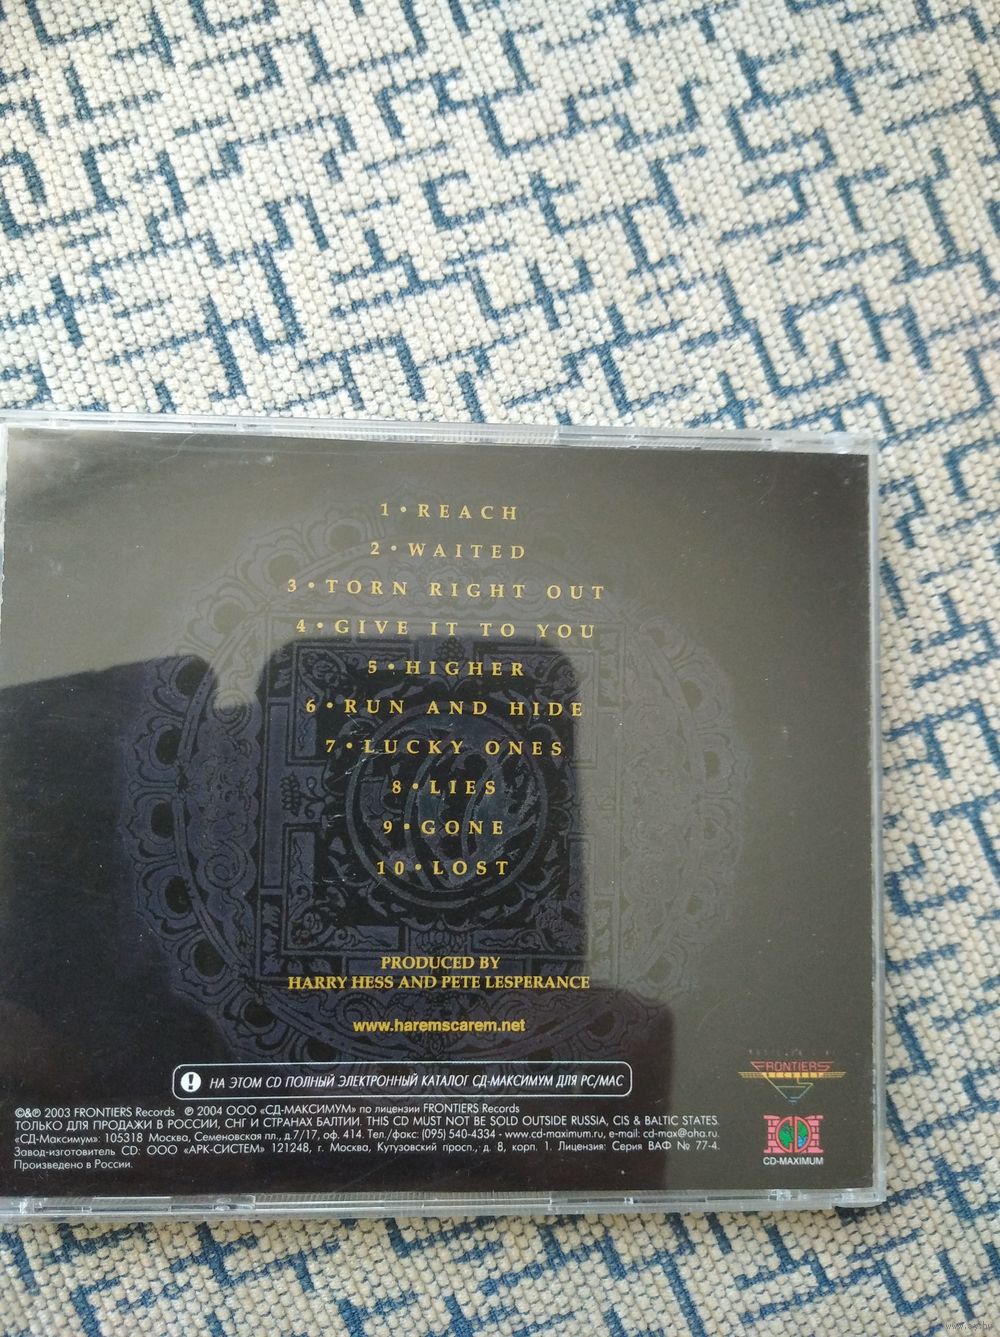 1 • REACH
2 • WAITED
3 • TORN RIGHT OUT
4 • GIVE IT TO YOU
5 • HIGHER
6 • RUN AND HIDE
7 • LUCKY ONES
8 • LIES
9 • GONE
10 • LOST
PRODUCED BY
HARRY HESS AND PETE LESPERANCE
www.haremscarem.net
! НА ЭТОМ CD ПОЛНЫЙ ЭЛЕКТРОННЫЙ КАТАЛОГ СД-МАКСИМУМ ДЛЯ PC/MAC
FRONTIERS
RECORDS
©&℗ 2003 FRONTIERS Records ℗ 2004 ООО «СД-МАКСИМУМ» по лицензии FRONTIERS Records
ТОЛЬКО ДЛЯ ПРОДАЖИ В РОССИИ, СНГ И СТРАНАХ БАЛТИИ. THIS CD MUST NOT BE SOLD OUTSIDE RUSSIA, CIS & BALTIC STATES.
«СД-Максимум»: 105318 Москва, Семеновская пл., д.7/17, оф. 414. Тел./факс: (095) 540-4334 - www.cd-maximum.ru, e-mail: cd-max@aha.ru.
Завод-изготовитель CD: ООО «АРК-СИСТЕМ» 121248, г. Москва, Кутузовский просп., д. 8, корп. 1. Лицензия: Серия ВАФ № 77-4.
Произведено в России.
CD-MAXIMUM